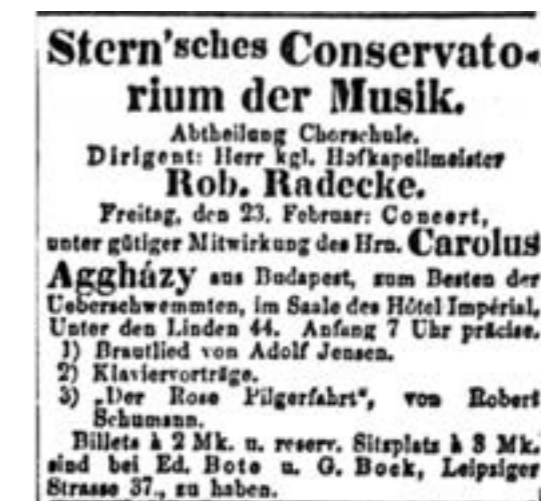 Stern'sches Conservato-
rium der Musik.
Abtheilung Chorschule.
Dirigent: Herr kgl. Hofkapellmeister
Rob. Radecke.
Freitag, den 23. Februar: Concert,
unter gütiger Mitwirkung des Hrn. Carolus
Aggházy aus Budapest, zum Besten der
Ueberschwemmten, im Saale des Hôtel Impérial,
Unter den Linden 44. Anfang 7 Uhr präcise.
1) Brautlied von Adolf Jensen.
2) Klaviervorträge.
3) „Der Rose Pilgerfahrt“, von Robert
Schumann.
Billets à 2 Mk. u. reserv. Sitzplatz à 3 Mk.
sind bei Ed. Bote u. G. Bock, Leipziger
Strasse 37., zu haben.